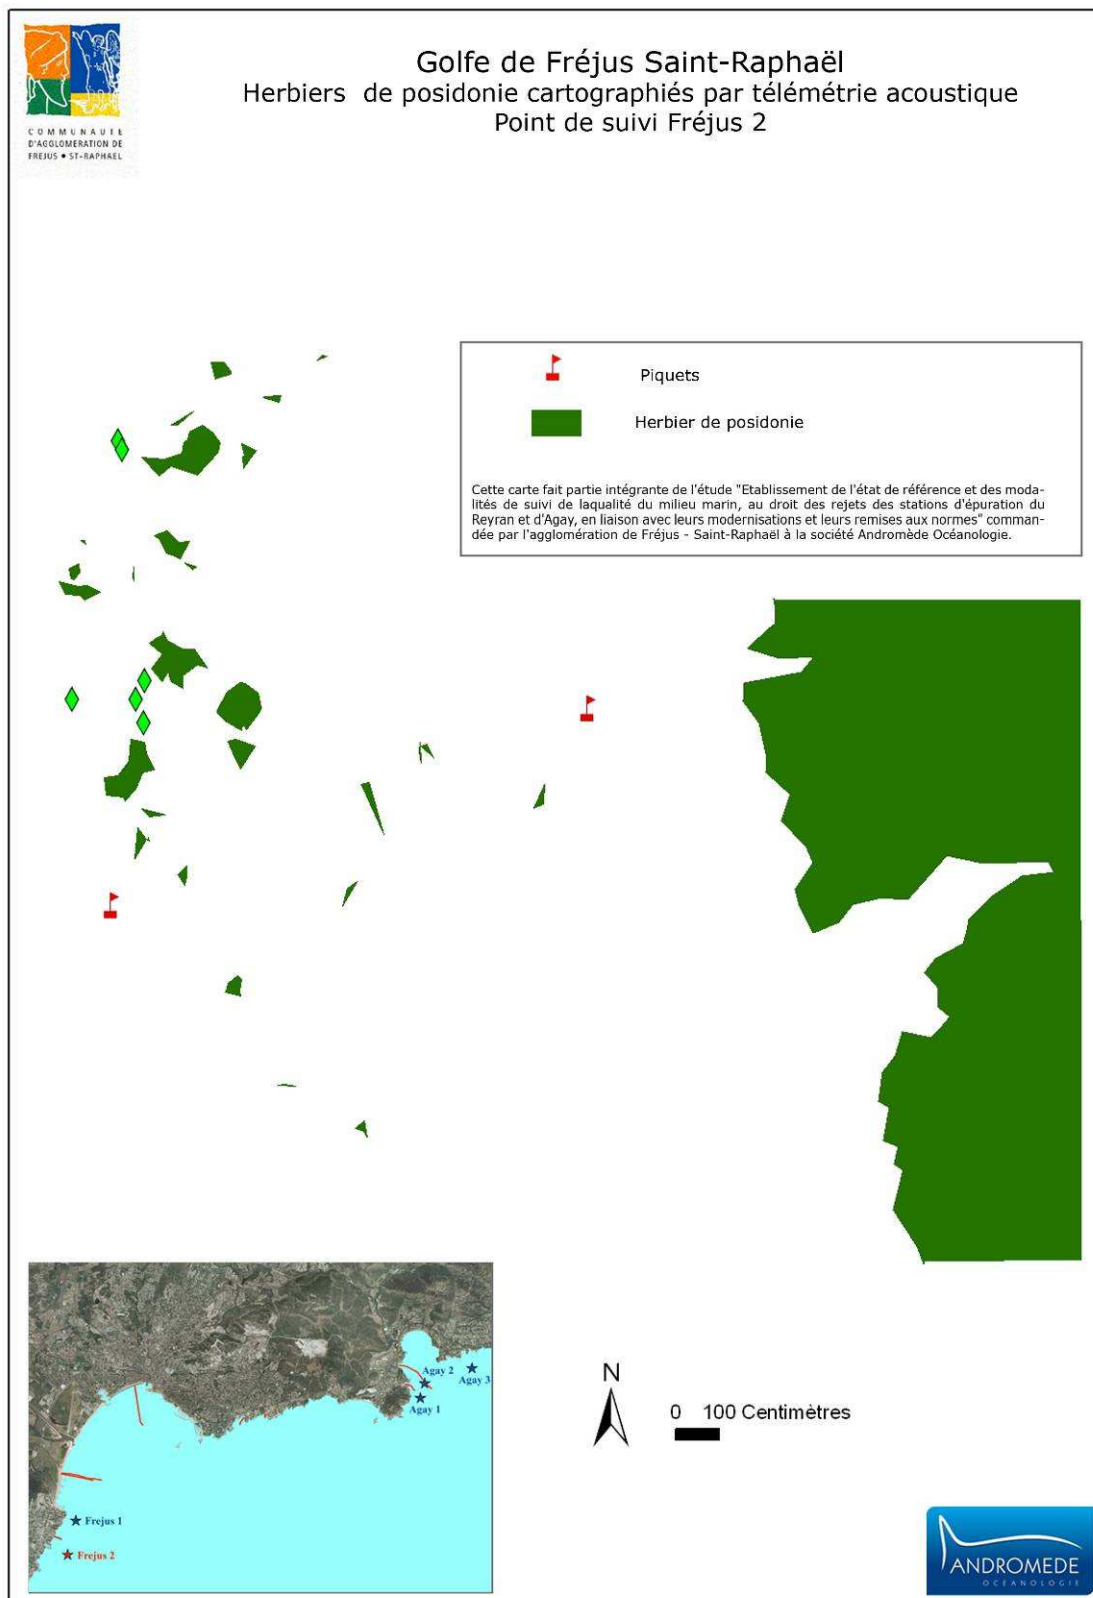 COMMUNAUTE
D'AGGLOMERATION DE
FREJUS • ST-RAPHAEL
Golfe de Fréjus Saint-Raphaël
Herbiers de posidonie cartographiés par télémétrie acoustique
Point de suivi Fréjus 2
Piquets
Herbier de posidonie
Cette carte fait partie intégrante de l'étude "Etablissement de l'état de référence et des moda-
lités de suivi de laqualité du milieu marin, au droit des rejets des stations d'épuration du
Reyran et d'Agay, en liaison avec leurs modernisations et leurs remises aux normes" comman-
dée par l'agglomération de Fréjus - Saint-Raphaël à la société Andromède Océanologie.
Agay 2
Agay 3
Agay 1
Frejus 1
Frejus 2
N
0 100 Centimètres
ANDROMEDE
OCEANOLOGIE